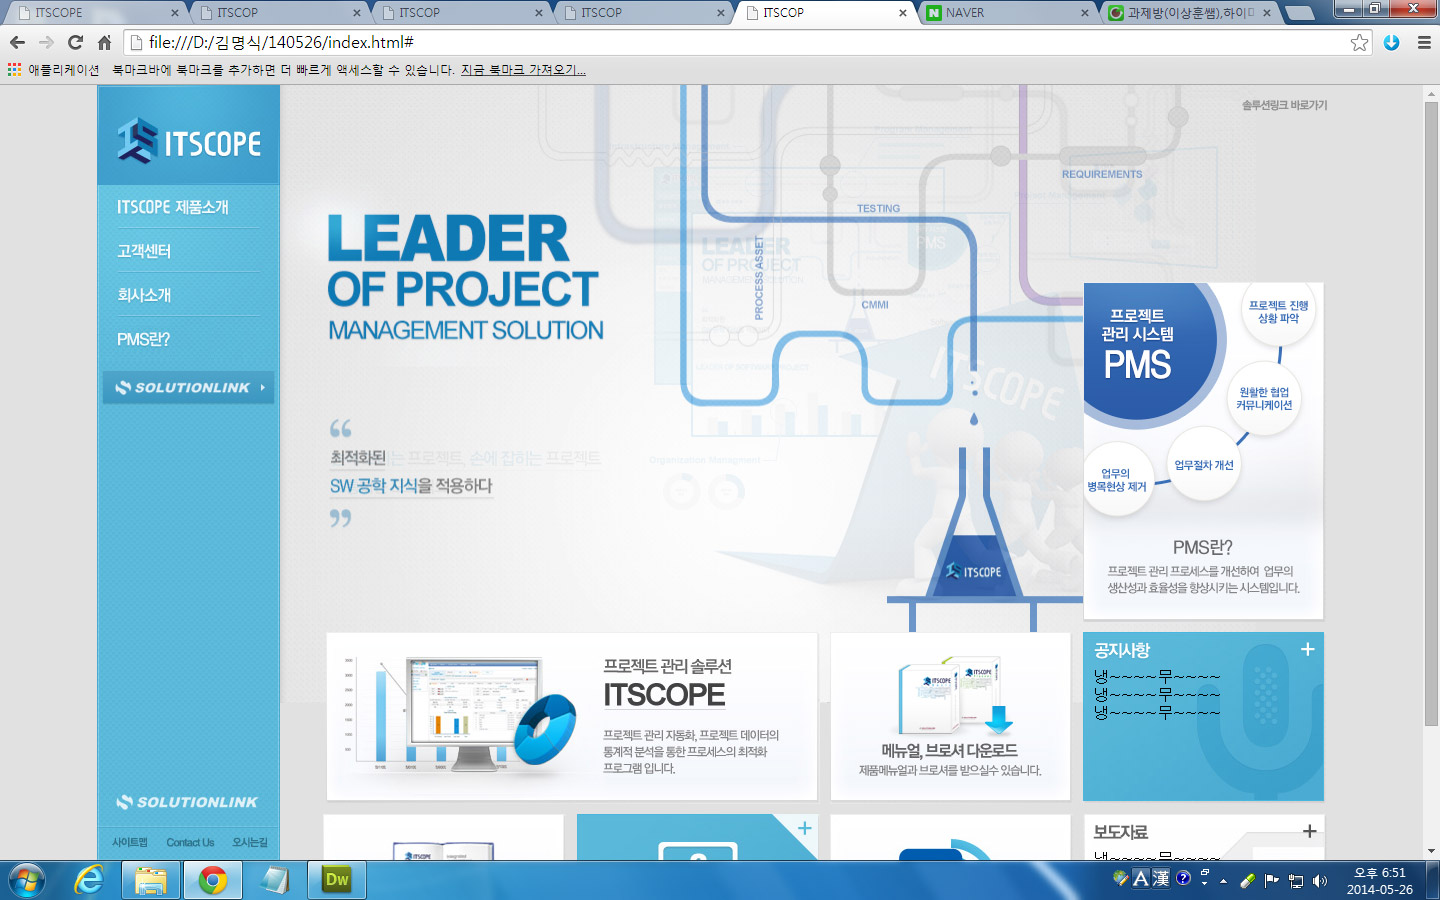 ITSCOPE
ITSCOP
ITSCOP
ITSCOP
ITSCOP
NAVER
과제방(이상훈쌤),하이미
file:///D:/김명식/140526/index.html#
애플리케이션
북마크바에 북마크를 추가하면 더 빠르게 액세스할 수 있습니다. 지금 북마크 가져오기...
솔루션링크 바로가기
ITSCOPE
ITSCOPE 제품소개
고객센터
회사소개
PMS란?
SOLUTIONLINK
LEADER
OF PROJECT
MANAGEMENT SOLUTION
“
최적화된
는 프로젝트, 손에 잡히는 프로젝트
SW 공학 지식을 적용하다
”
PROCESS ASSET
TESTING
CMMI
REQUIREMENTS
LEADER
OF PROJECT
PMS
ITSCOPE
ITSCOPE
프로젝트
관리 시스템
PMS
프로젝트 진행
상황 파악
원활한 협업
커뮤니케이션
업무절차 개선
업무의
병목현상 제거
PMS란?
프로젝트 관리 프로세스를 개선하여 업무의
생산성과 효율성을 향상시키는 시스템입니다.
프로젝트 관리 솔루션
ITSCOPE
프로젝트 관리 자동화, 프로젝트 데이터의
통계적 분석을 통한 프로세스의 최적화
프로그램 입니다.
ITSCOPE
ITSCOPE
메뉴얼, 브로셔 다운로드
제품메뉴얼과 브로셔를 받으실수 있습니다.
공지사항
+
냉~~~~무~~~~
냉~~~~무~~~~
냉~~~~무~~~~
SOLUTIONLINK
사이트맵
Contact Us
오시는길
ITSCOPE
+
보도자료
+
냉~~~~무~~~~
Dw
A 漢
오후 6:51
2014-05-26